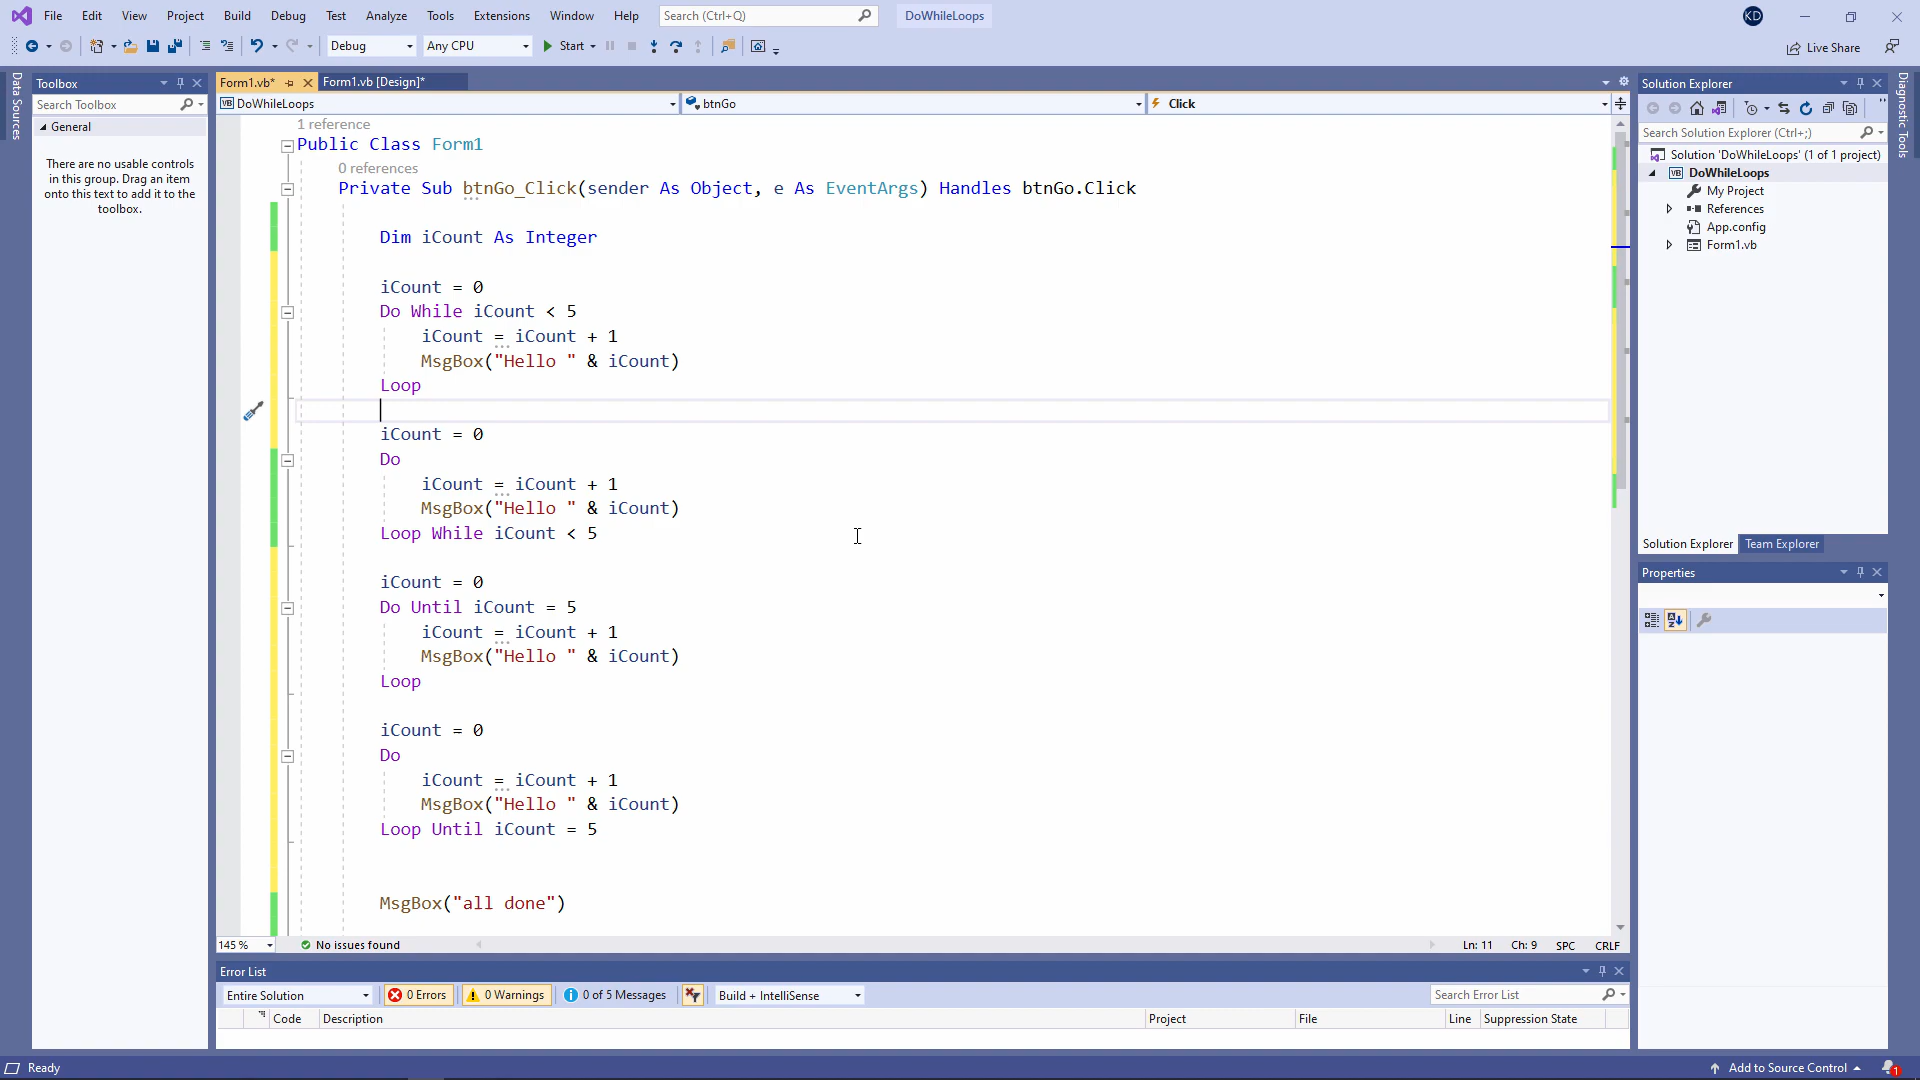 File Edit View Project Build Debug Test Analyze Tools Extensions Window Help Search (Ctrl+Q) DoWhileLoops KD
Debug Any CPU Start Live Share
Data Sources
Toolbox
Search Toolbox
General
There are no usable controls
in this group. Drag an item
onto this text to add it to the
toolbox.
Form1.vb* Form1.vb [Design]*
DoWhileLoops btnGo Click
1 reference
Public Class Form1
0 references
Private Sub btnGo_Click(sender As Object, e As EventArgs) Handles btnGo.Click
Dim iCount As Integer
iCount = 0
Do While iCount < 5
iCount = iCount + 1
MsgBox("Hello " & iCount)
Loop
iCount = 0
Do
iCount = iCount + 1
MsgBox("Hello " & iCount)
Loop While iCount < 5
iCount = 0
Do Until iCount = 5
iCount = iCount + 1
MsgBox("Hello " & iCount)
Loop
iCount = 0
Do
iCount = iCount + 1
MsgBox("Hello " & iCount)
Loop Until iCount = 5
MsgBox("all done")
145 % No issues found Ln: 11 Ch: 9 SPC CRLF
Error List
Entire Solution 0 Errors 0 Warnings 0 of 5 Messages Build + IntelliSense Search Error List
Code Description Project File Line Suppression State
Solution Explorer
Search Solution Explorer (Ctrl+;)
Solution 'DoWhileLoops' (1 of 1 project)
VB DoWhileLoops
My Project
References
App.config
Form1.vb
Solution Explorer Team Explorer
Properties
Diagnostic Tools
Ready Add to Source Control 1